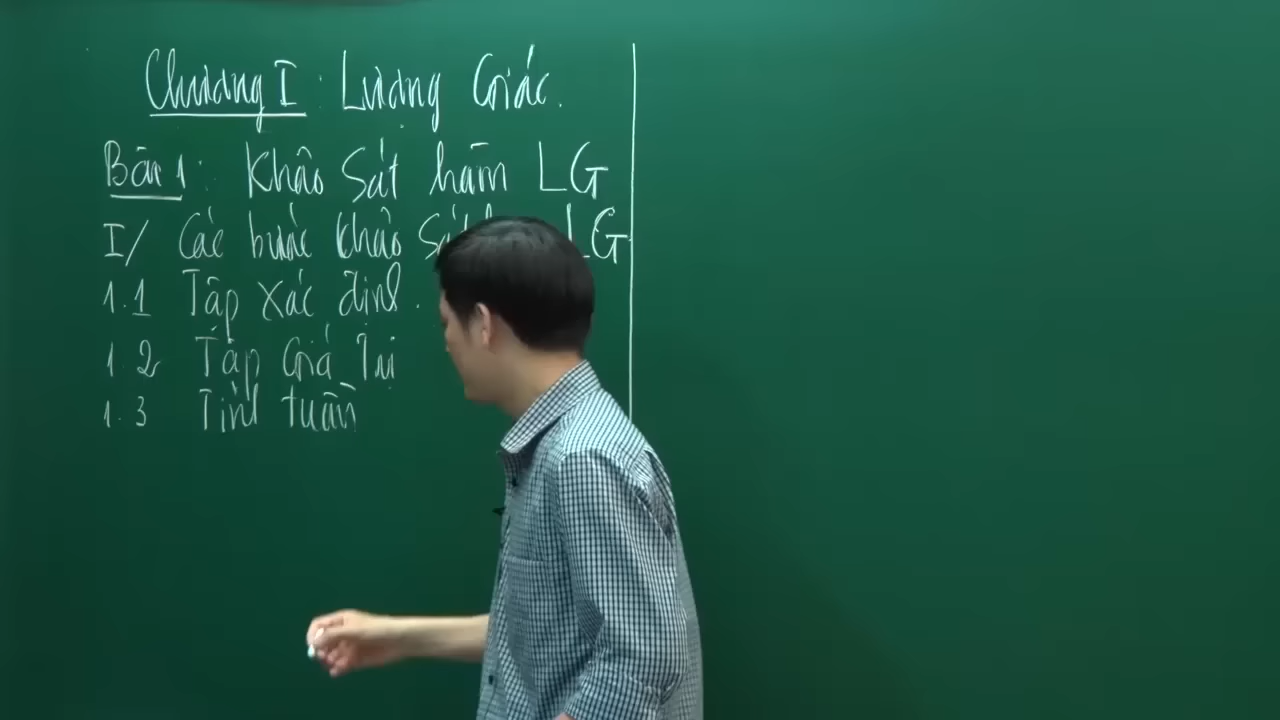 Chương I : Lượng Giác.
Bài 1 : Khảo Sát hàm LG
I/ Các bước khảo LG
1.1 Tập xác định.
1.2 Tập Giá Trị
1.3 Tính tuần